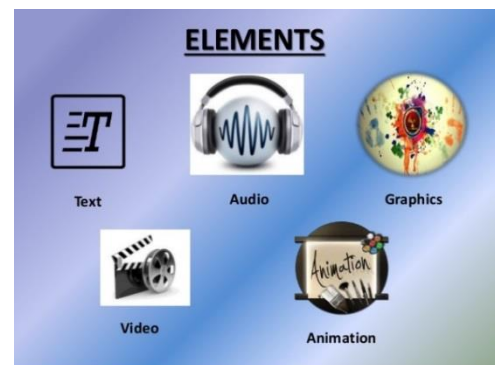 ELEMENTS
T
Text
Audio
Graphics
Animation
Video
Animation